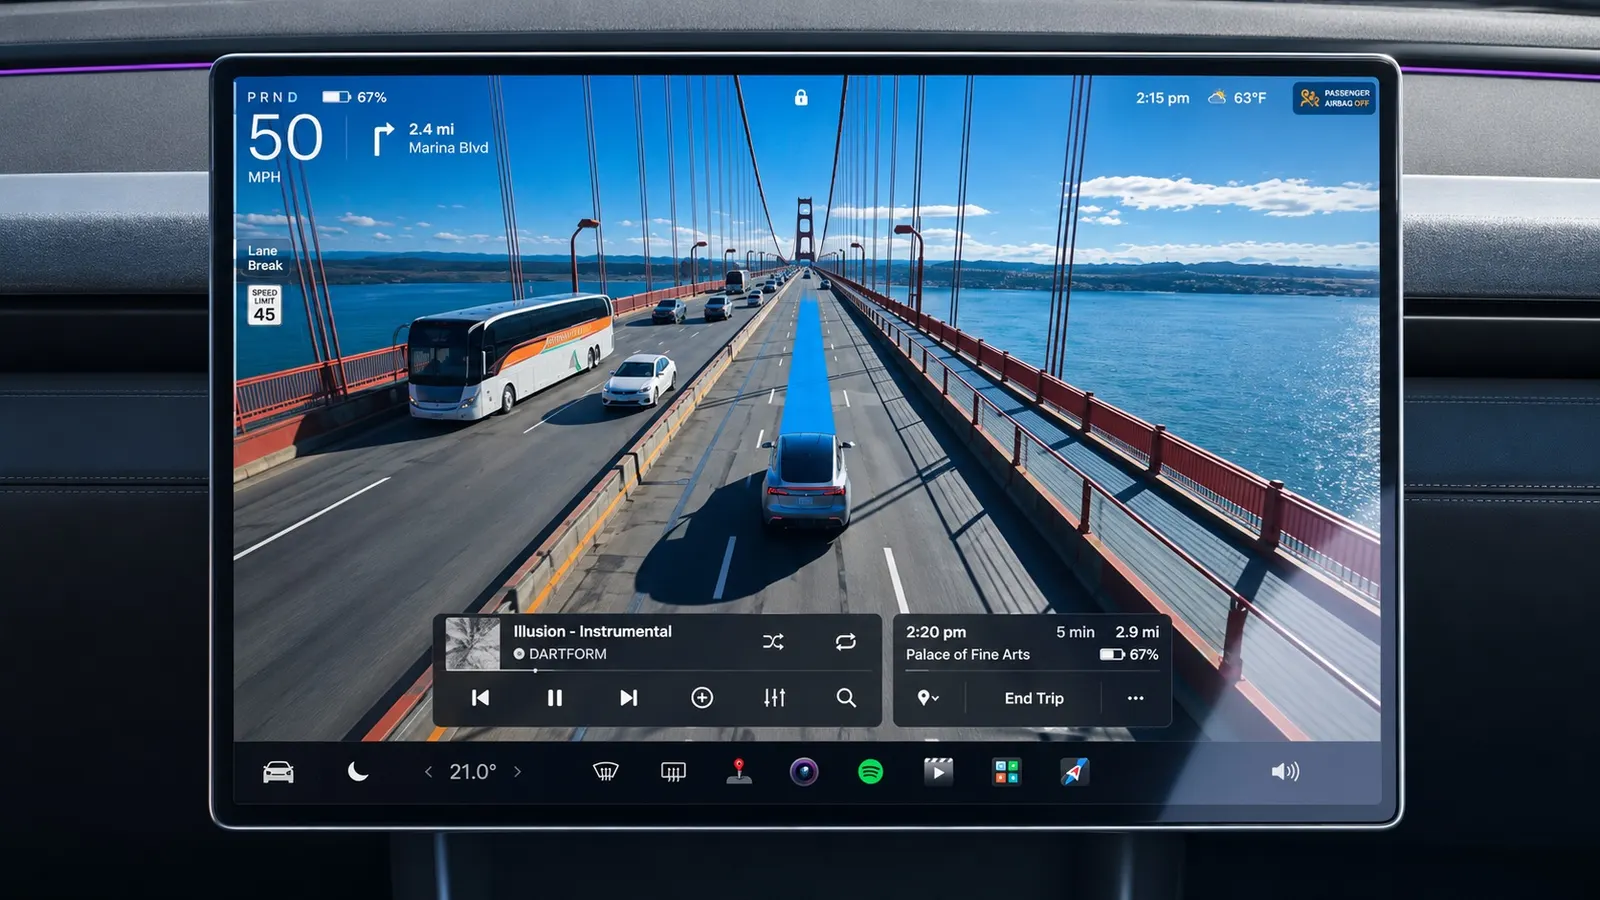 P R N D 67%
2:15 pm 63°F
PASSENGER
AIRBAG OFF
50
MPH
2.4 mi
Marina Blvd
Lane
Break
SPEED
LIMIT
45
Illusion - Instrumental
DARTFORM
2:20 pm 5 min 2.9 mi
Palace of Fine Arts 67%
End Trip
21.0°